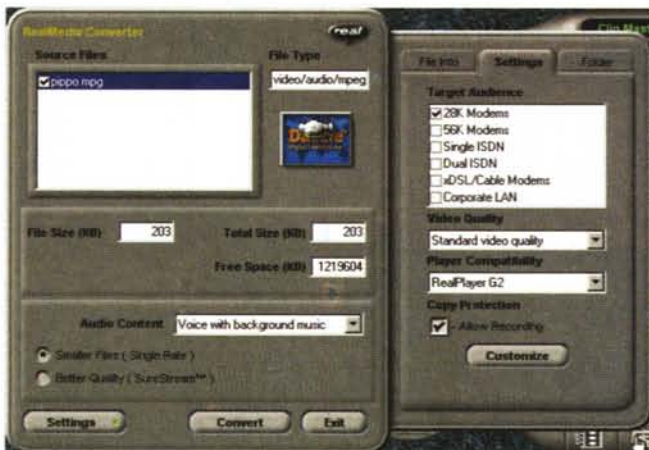 RealMedia Converter
real
Source Files
File Type
pippo.mpg
video/audio/mpeg
File Size (KB) 203
Total Size (KB) 203
Free Space (KB) 1219604
Audio Content Voice with background music
Smaller Files ( Single Rate )
Better Quality ( SureStream™ )
Settings
Convert
Exit
File Info
Settings
Folder
Target Audience
28K Modems
56K Modems
Single ISDN
Dual ISDN
xDSL/Cable Modems
Corporate LAN
Video Quality
Standard video quality
Player Compatibility
RealPlayer G2
Copy Protection
- Allow Recording
Customize